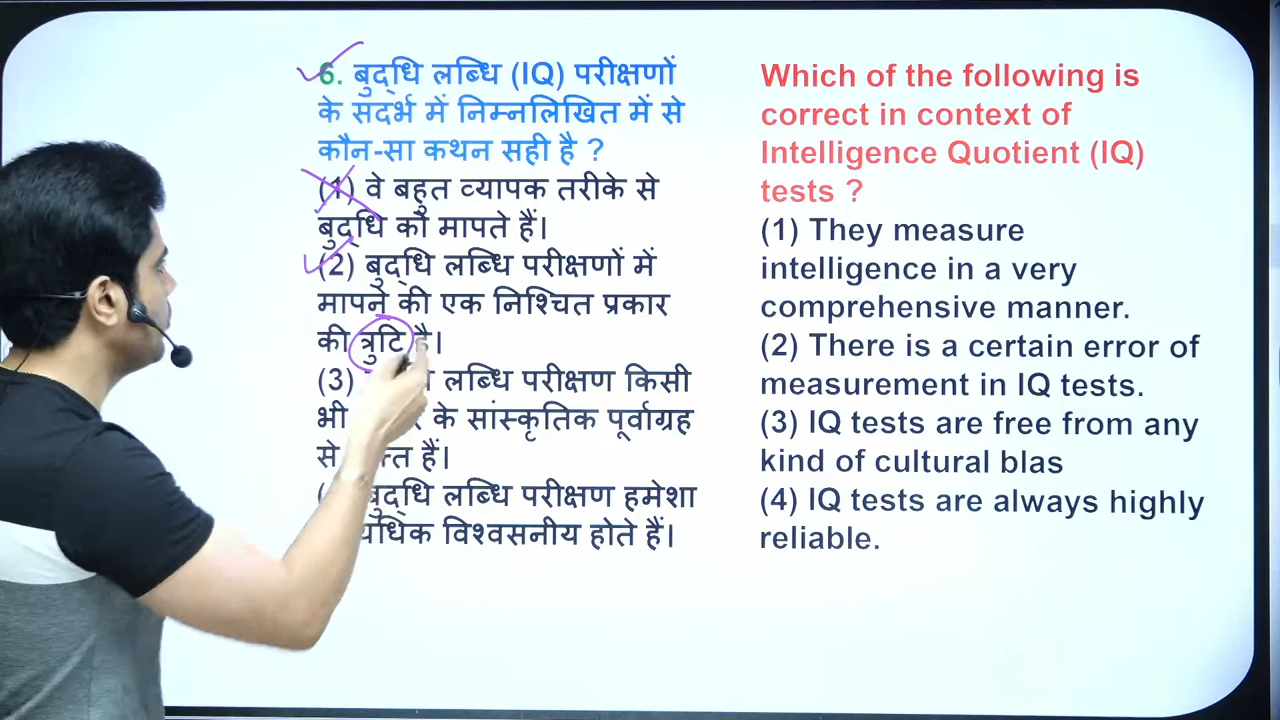 6. बुद्धि लब्धि (IQ) परीक्षणों
के संदर्भ में निम्नलिखित में से
कौन-सा कथन सही है ?
(1) वे बहुत व्यापक तरीके से
बुद्धि को मापते हैं।
(2) बुद्धि लब्धि परीक्षणों में
मापने की एक निश्चित प्रकार
की त्रुटि है।
(3) लब्धि परीक्षण किसी
भी के सांस्कृतिक पूर्वाग्रह
से हैं।
बुद्धि लब्धि परीक्षण हमेशा
विश्वसनीय होते हैं।
Which of the following is
correct in context of
Intelligence Quotient (IQ)
tests ?
(1) They measure
intelligence in a very
comprehensive manner.
(2) There is a certain error of
measurement in IQ tests.
(3) IQ tests are free from any
kind of cultural blas
(4) IQ tests are always highly
reliable.